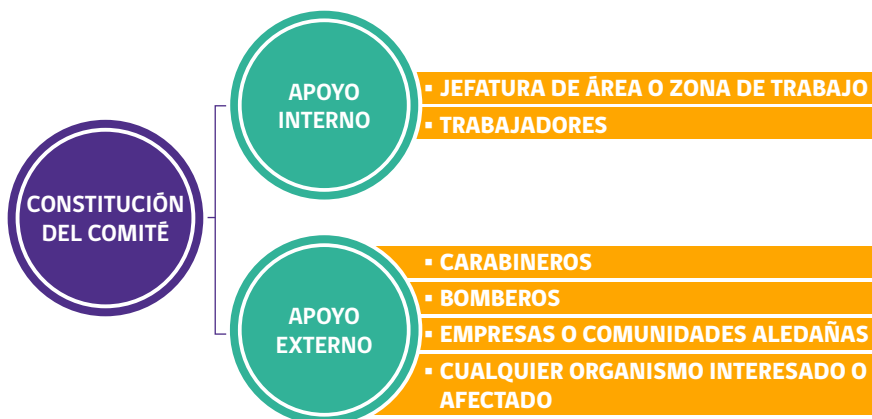 CONSTITUCIÓN
DEL COMITÉ
APOYO
INTERNO
▪ JEFATURA DE ÁREA O ZONA DE TRABAJO
▪ TRABAJADORES
APOYO
EXTERNO
▪ CARABINEROS
▪ BOMBEROS
▪ EMPRESAS O COMUNIDADES ALEDAÑAS
▪ CUALQUIER ORGANISMO INTERESADO O
AFECTADO